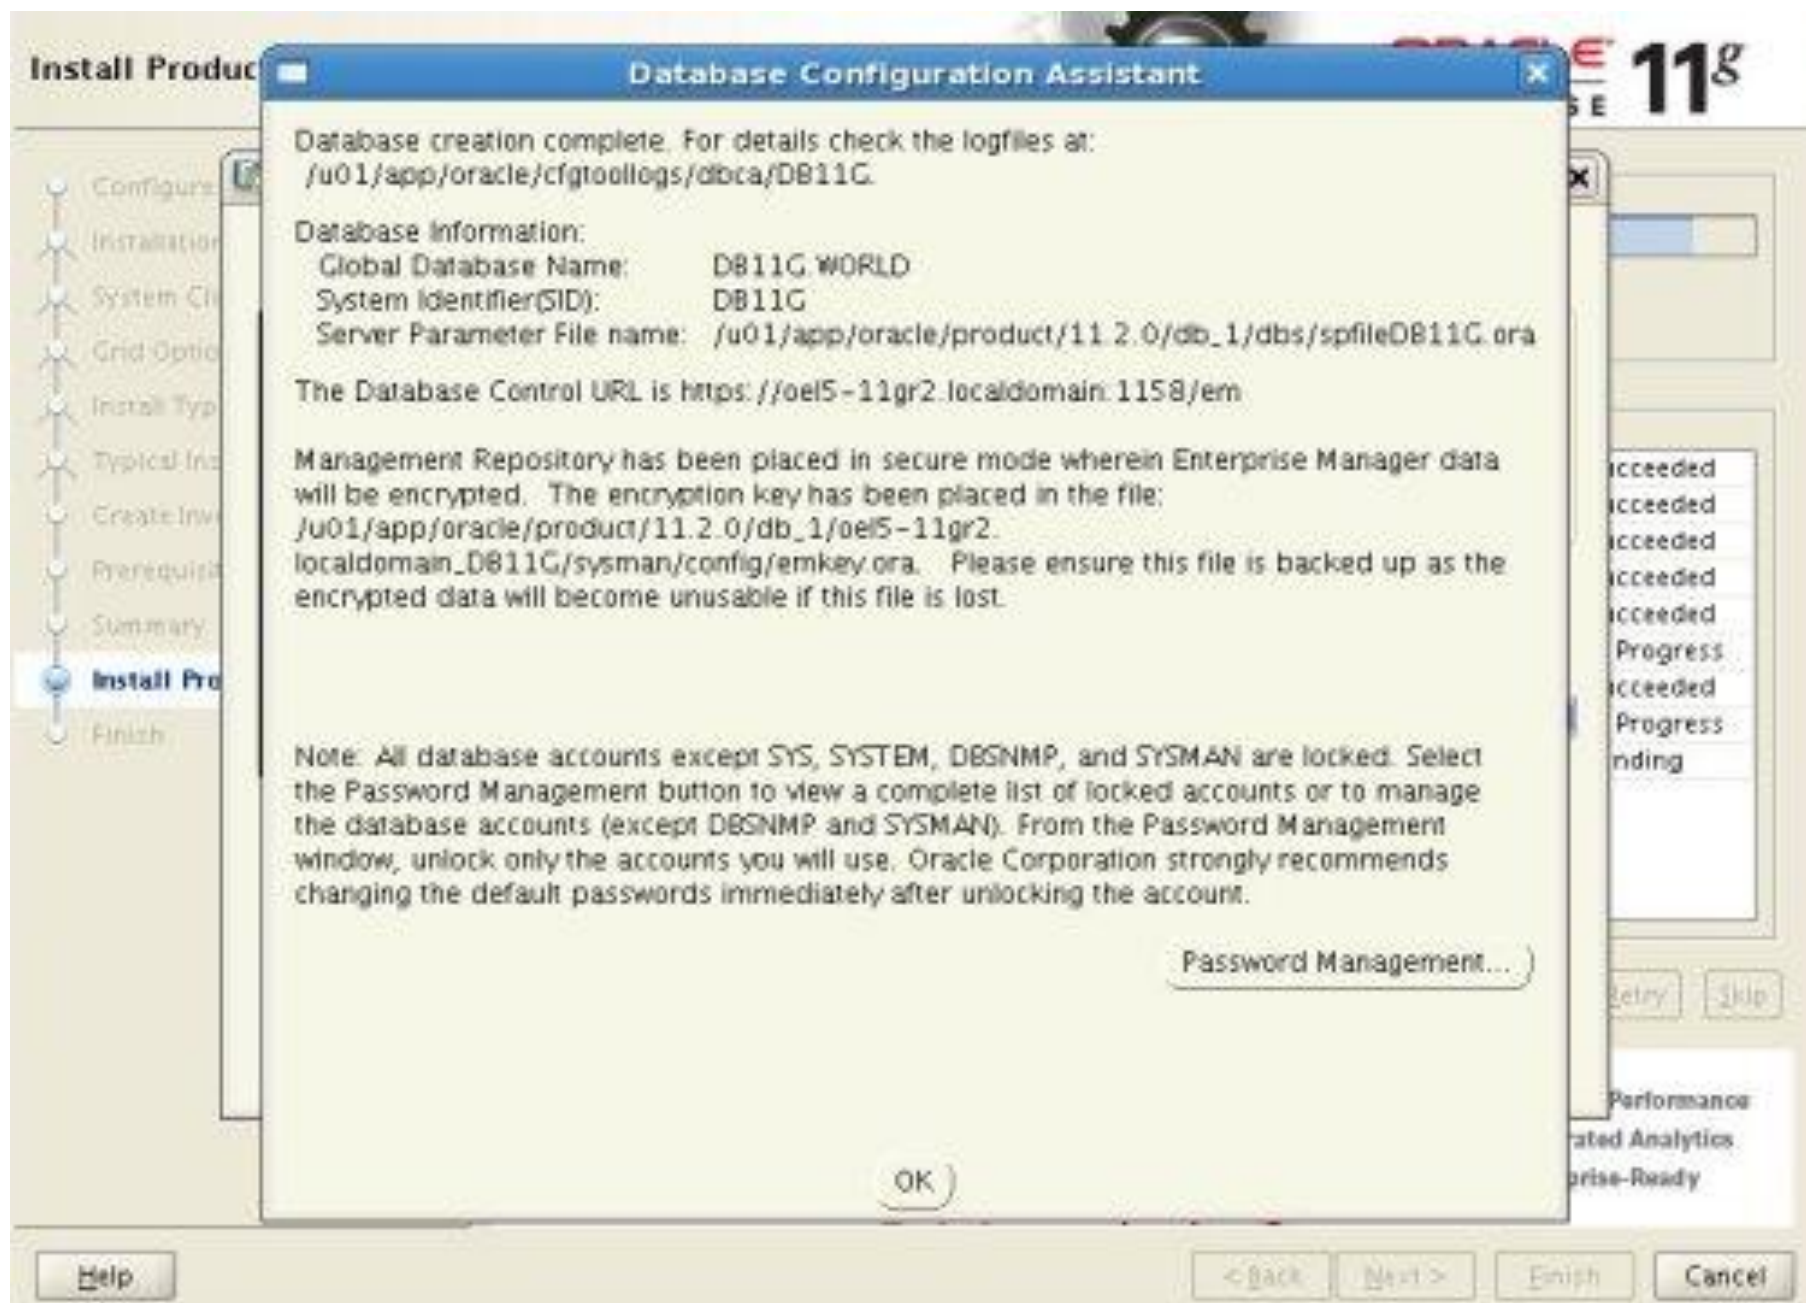 Install Produc
Database Configuration Assistant
11g
Database creation complete. For details check the logfiles at:
/u01/app/oracle/cfgtoollogs/dbca/DB11G.
Database Information:
Global Database Name: DB11G.WORLD
System Identifier(SID): DB11G
Server Parameter File name: /u01/app/oracle/product/11.2.0/db_1/dbs/spfileDB11G.ora
The Database Control URL is https://oel5-11gr2.localdomain:1158/em
Management Repository has been placed in secure mode wherein Enterprise Manager data
will be encrypted. The encryption key has been placed in the file:
/u01/app/oracle/product/11.2.0/db_1/oel5-11gr2.
localdomain_DB11G/sysman/config/emkey.ora. Please ensure this file is backed up as the
encrypted data will become unusable if this file is lost.
Note: All database accounts except SYS, SYSTEM, DBSNMP, and SYSMAN are locked. Select
the Password Management button to view a complete list of locked accounts or to manage
the database accounts (except DBSNMP and SYSMAN). From the Password Management
window, unlock only the accounts you will use. Oracle Corporation strongly recommends
changing the default passwords immediately after unlocking the account.
Password Management...
OK
Configure
Installation
System Cl
Grid Optio
Install Typ
Typical Ins
Create Inve
Prerequisit
Summary
Install Pro
Finish
cceeded
cceeded
cceeded
cceeded
cceeded
Progress
cceeded
Progress
nding
Retry
Skip
Performance
rated Analytics
prise-Ready
Help
< Back
Next >
Finish
Cancel